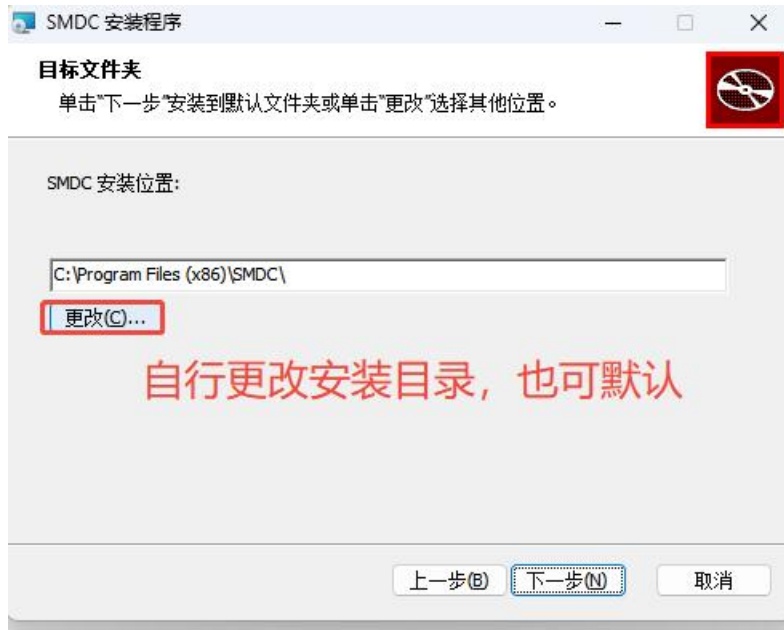 SMDC 安装程序
目标文件夹
单击"下一步"安装到默认文件夹或单击"更改"选择其他位置。
SMDC 安装位置:
C:\Program Files (x86)\SMDC\
更改(C)...
自行更改安装目录，也可默认
上一步(B) 下一步(N) 取消